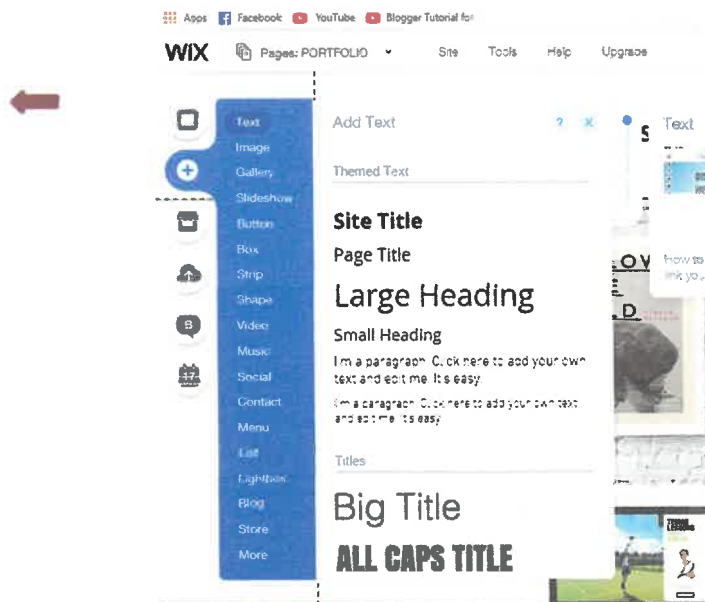 Apps Facebook YouTube Blogger Tutorial for
WIX Pages: PORTFOLIO Site Tools Help Upgrade
Text
Image
Gallery
Slideshow
Button
Box
Strip
Shape
Video
Music
Social
Contact
Menu
List
Lightbox
Blog
Store
More
17
Add Text ? x
Themed Text
Site Title
Page Title
Large Heading
Small Heading
I'm a paragraph. Click here to add your own
text and edit me. It's easy.
I'm a paragraph. Click here to add your own text
and edit me. It's easy.
Titles
Big Title
ALL CAPS TITLE
Text
How to
link you